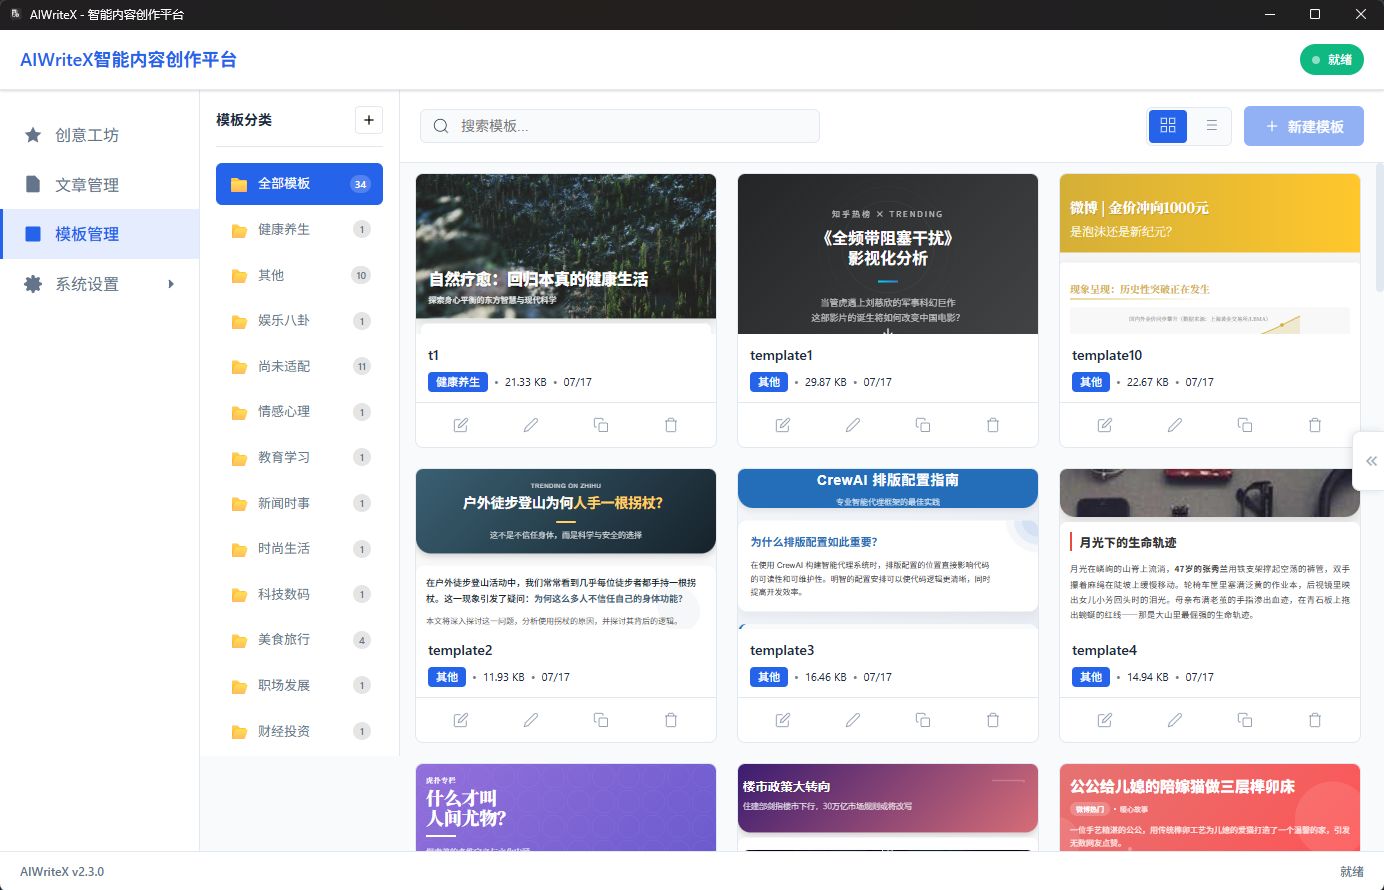 AIWriteX - 智能内容创作平台
AIWriteX智能内容创作平台
就绪
创意工坊
文章管理
模板管理
系统设置
模板分类
全部模板 34
健康养生 1
其他 10
娱乐八卦 1
尚未适配 11
情感心理 1
教育学习 1
新闻时事 1
时尚生活 1
科技数码 1
美食旅行 4
职场发展 1
财经投资 1
搜索模板...
新建模板
自然疗愈：回归本真的健康生活
探索身心平衡的东方智慧与现代科学
t1
健康养生 • 21.33 KB • 07/17
知乎热榜 × TRENDING
《全频带阻塞干扰》
影视化分析
当管虎遇上刘慈欣的军事科幻巨作
这部影片的诞生将如何改变中国电影？
template1
其他 • 29.87 KB • 07/17
微博 | 金价冲向1000元
是泡沫还是新纪元？
现象呈现：历史性突破正在发生
国内外金价同步攀升（数据来源：上海黄金交易所/LBMA）
template10
其他 • 22.67 KB • 07/17
TRENDING ON ZHIHU
户外徒步登山为何人手一根拐杖？
这不是不信任身体，而是科学与安全的选择
在户外徒步登山活动中，我们常常看到几乎每位徒步者都手持一根拐
杖。这一现象引发了疑问：为何这么多人不信任自己的身体功能？
本文将深入探讨这一问题，分析使用拐杖的原因，并探讨其背后的逻辑。
template2
其他 • 11.93 KB • 07/17
CrewAI 排版配置指南
专业智能代理框架的最佳实践
为什么排版配置如此重要？
在使用 CrewAI 构建智能代理系统时，排版配置的位置直接影响代码
的可读性和可维护性。明智的配置安排可以使代码逻辑更清晰，同时
提高开发效率。
template3
其他 • 16.46 KB • 07/17
月光下的生命轨迹
月光在嶙峋的山脊上流淌，47岁的张秀兰用铁支架撑起空荡的裤管，双手
攥着麻绳在陡坡上缓慢移动。轮椅车筐里塞满泛黄的作业本，后视镜里映
出女儿小芳回头时的泪光。母亲布满老茧的手指渗出血迹，在青石板上拖
出蜿蜒的红线——那是大山里最倔强的生命轨迹。
template4
其他 • 14.94 KB • 07/17
虎扑专栏
什么才叫
人间尤物？
楼市政策大转向
住建部剑指楼市下行，30万亿市场规则或将改写
公公给儿媳的陪嫁猫做三层榫卯床
微博热门 • 暖心故事
一位手艺精湛的公公，用传统榫卯工艺为儿媳的爱猫打造了一个温馨的家，引发
无数网友点赞。
AIWriteX v2.3.0
就绪